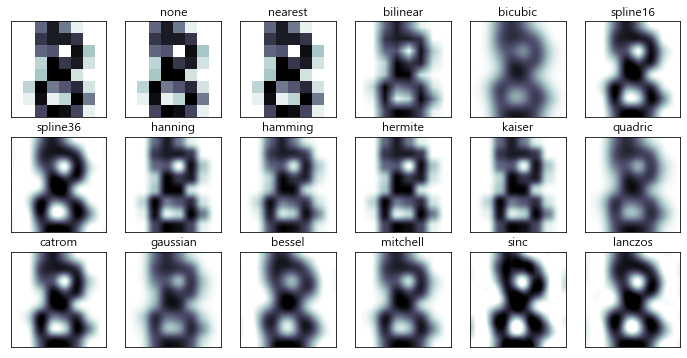 none nearest bilinear bicubic spline16
spline36 hanning hamming hermite kaiser quadric
catrom gaussian bessel mitchell sinc lanczos